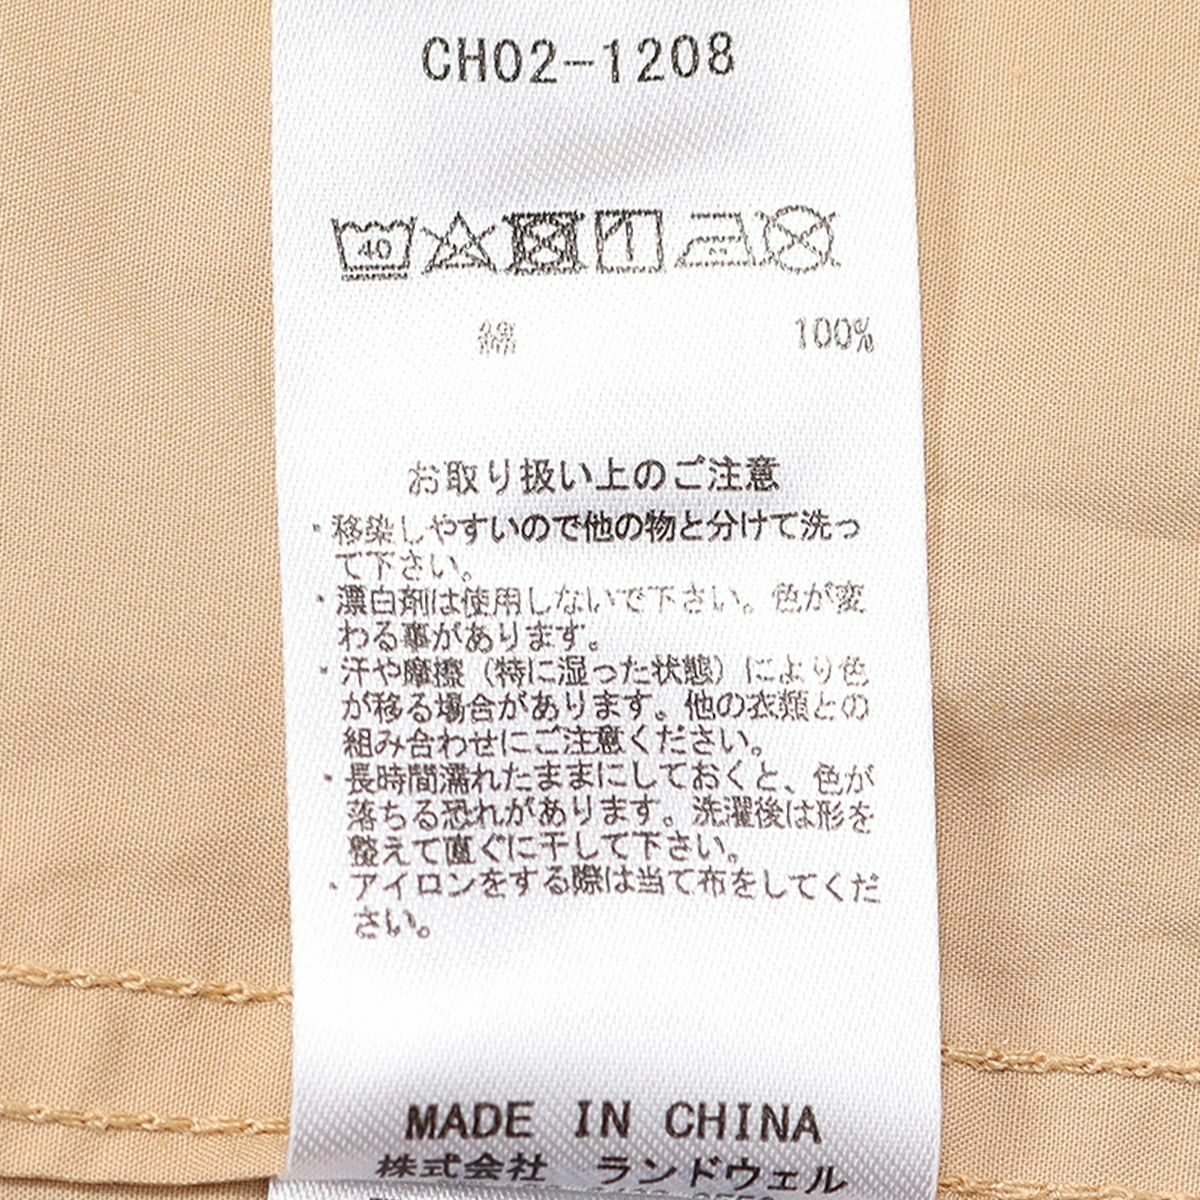 CH02-1208
40
綿 100%
お取り扱い上のご注意
・移染しやすいので他の物と分けて洗っ
て下さい。
・漂白剤は使用しないで下さい。色が変
わる事があります。
・汗や摩擦（特に湿った状態）により色
が移る場合があります。他の衣類との
組み合わせにご注意ください。
・長時間濡れたままにしておくと、色が
落ちる恐れがあります。洗濯後は形を
整えて直ぐに干して下さい。
・アイロンをする際は当て布をしてくだ
さい。
MADE IN CHINA
株式会社 ランドウェル